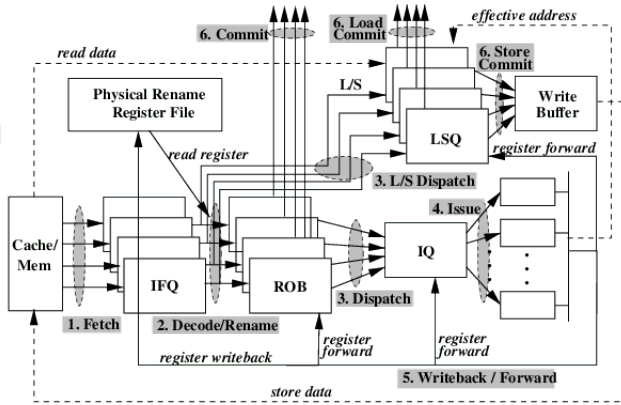 6. Commit
6. Load
Commit
effective address
read data
6. Store
Commit
Physical Rename
Register File
L/S
Write
Buffer
LSQ
read register
register forward
3. L/S Dispatch
4. Issue
Cache/
Mem
IQ
IFQ
ROB
3. Dispatch
1. Fetch
2. Decode/Rename
register
forward
register
forward
register writeback
5. Writeback / Forward
store data